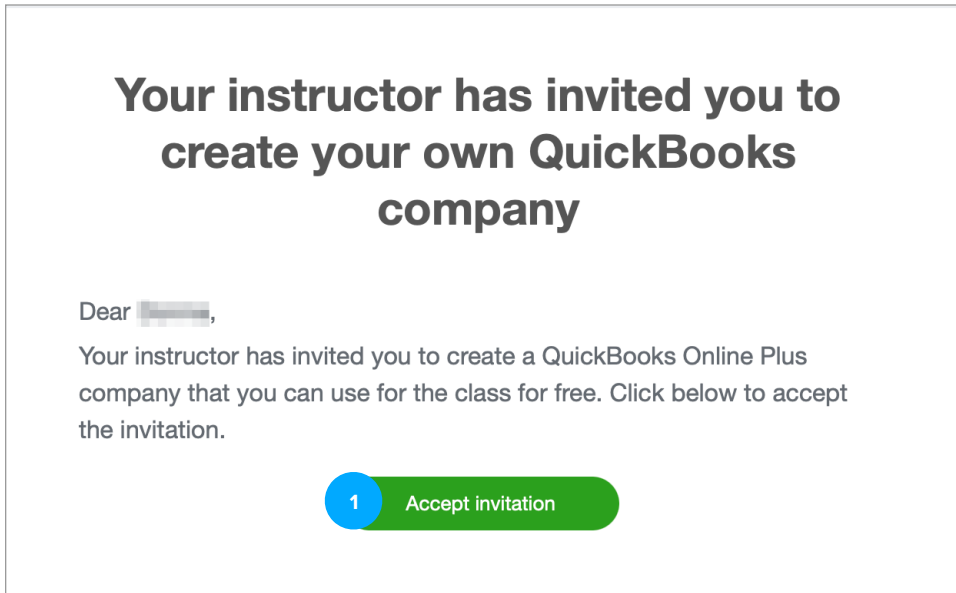 Your instructor has invited you to
create your own QuickBooks
company
Dear ,
Your instructor has invited you to create a QuickBooks Online Plus
company that you can use for the class for free. Click below to accept
the invitation.
1 Accept invitation